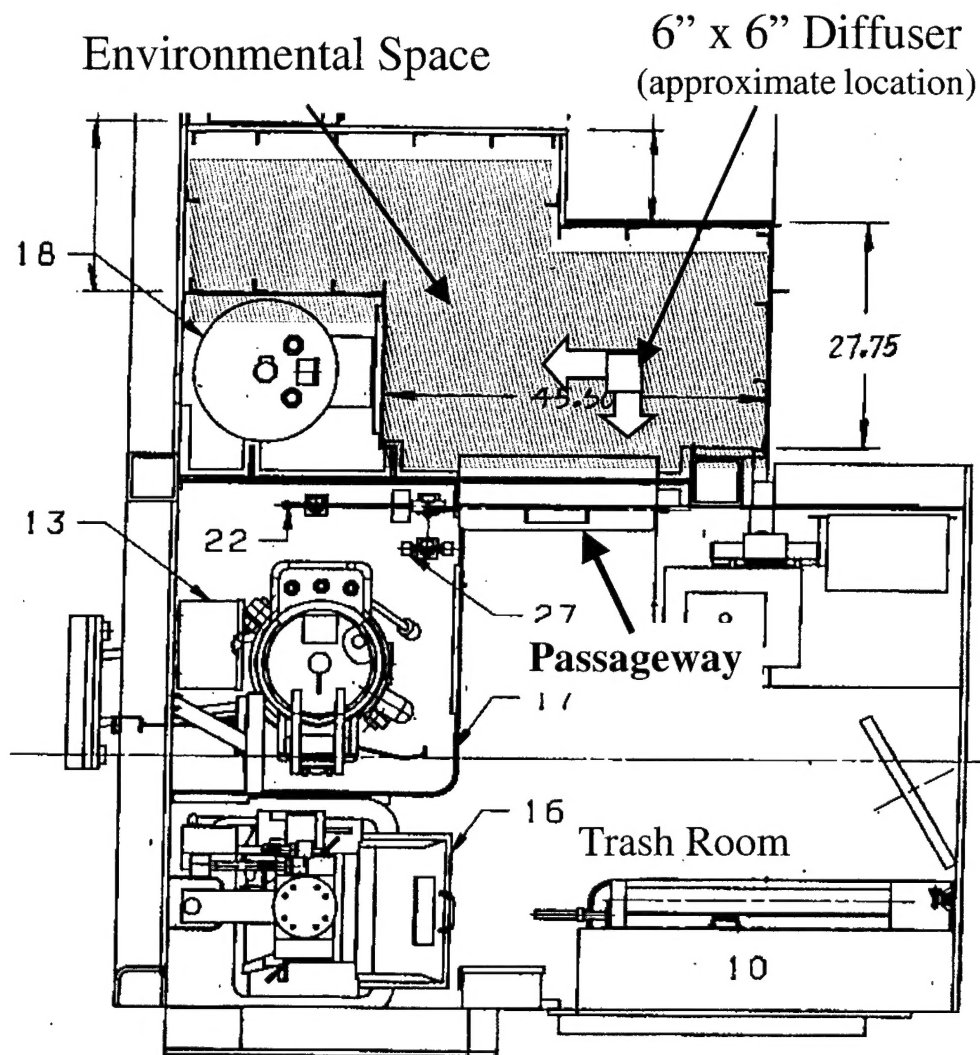 Environmental Space
6” x 6” Diffuser
(approximate location)
18
27.75
45.50
13
22
27
Passageway
17
16
Trash Room
10